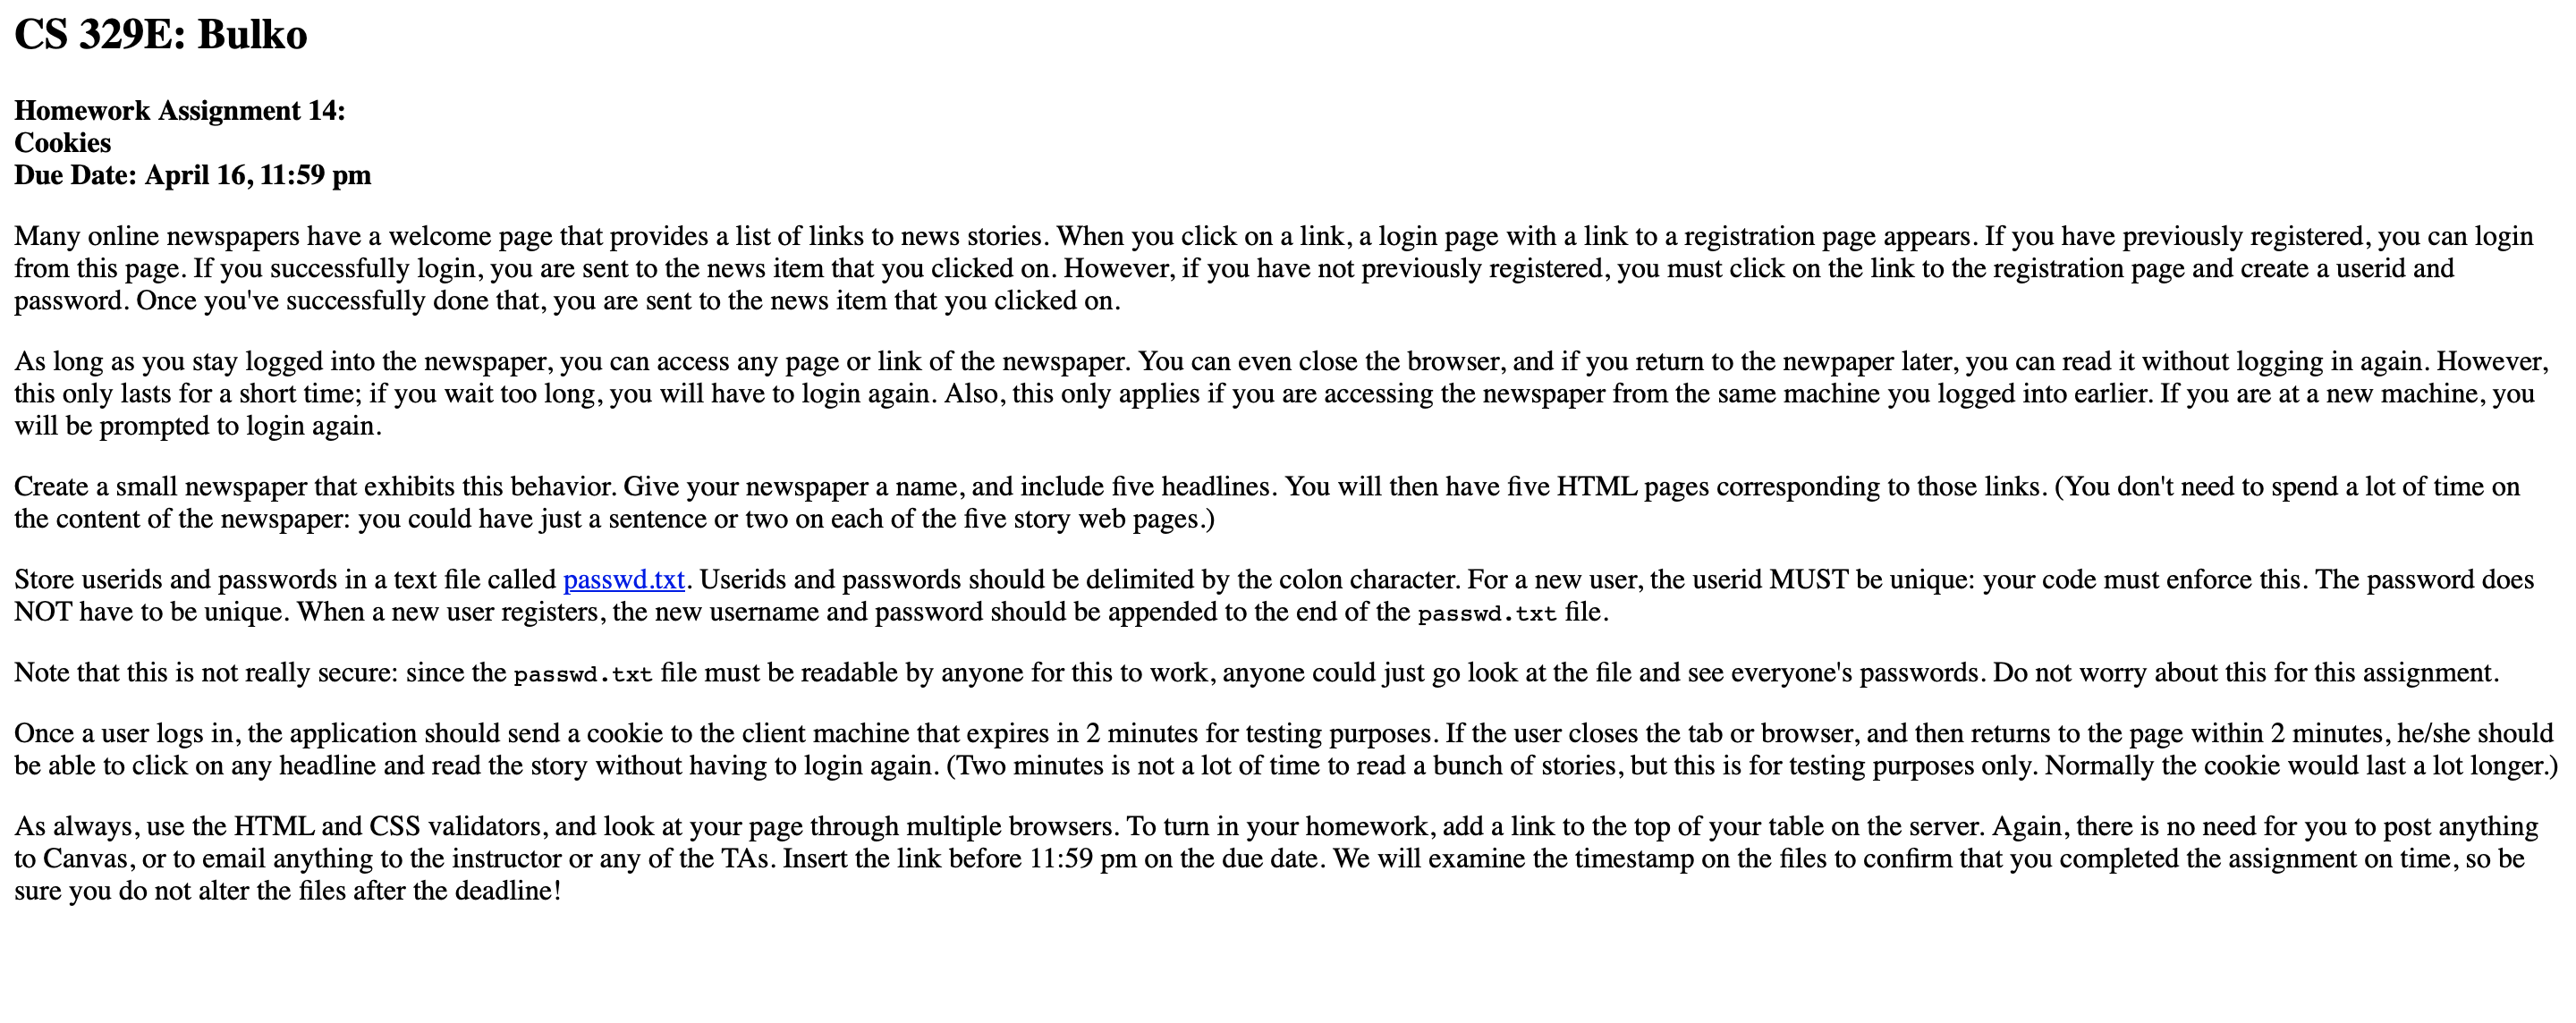 CS 329E: Bulko
Homework Assignment 14:
Cookies
Due Date: April 16, 11:59 pm
Many online newspapers have a welcome page that provides a list of links to news stories. When you click on a link, a login page with a link to a registration page appears. If you have previously registered, you can login
from this page. If you successfully login, you are sent to the news item that you clicked on. However, if you have not previously registered, you must click on the link to the registration page and create a userid and
password. Once you've successfully done that, you are sent to the news item that you clicked on.
As long as you stay logged into the newspaper, you can access any page or link of the newspaper. You can even close the browser, and if you return to the newpaper later, you can read it without logging in again. However,
this only lasts for a short time; if you wait too long, you will have to login again. Also, this only applies if you are accessing the newspaper from the same machine you logged into earlier. If you are at a new machine, you
will be prompted to login again.
Create a small newspaper that exhibits this behavior. Give your newspaper a name, and include five headlines. You will then have five HTML pages corresponding to those links. (You don't need to spend a lot of time on
the content of the newspaper: you could have just a sentence or two on each of the five story web pages.)
Store userids and passwords in a text file called passwd.txt. Userids and passwords should be delimited by the colon character. For a new user, the userid MUST be unique: your code must enforce this. The password does
NOT have to be unique. When a new user registers, the new username and password should be appended to the end of the passwd.txt file.
Note that this is not really secure: since the passwd.txt file must be readable by anyone for this to work, anyone could just go look at the file and see everyone's passwords. Do not worry about this for this assignment.
Once a user logs in, the application should send a cookie to the client machine that expires in 2 minutes for testing purposes. If the user closes the tab or browser, and then returns to the page within 2 minutes, he/she should
be able to click on any headline and read the story without having to login again. (Two minutes is not a lot of time to read a bunch of stories, but this is for testing purposes only. Normally the cookie would last a lot longer.)
As always, use the HTML and CSS validators, and look at your page through multiple browsers. To turn in your homework, add a link to the top of your table on the server. Again, there is no need for you to post anything
to Canvas, or to email anything to the instructor or any of the TAs. Insert the link before 11:59 pm on the due date. We will examine the timestamp on the files to confirm that you completed the assignment on time, so be
sure you do not alter the files after the deadline!